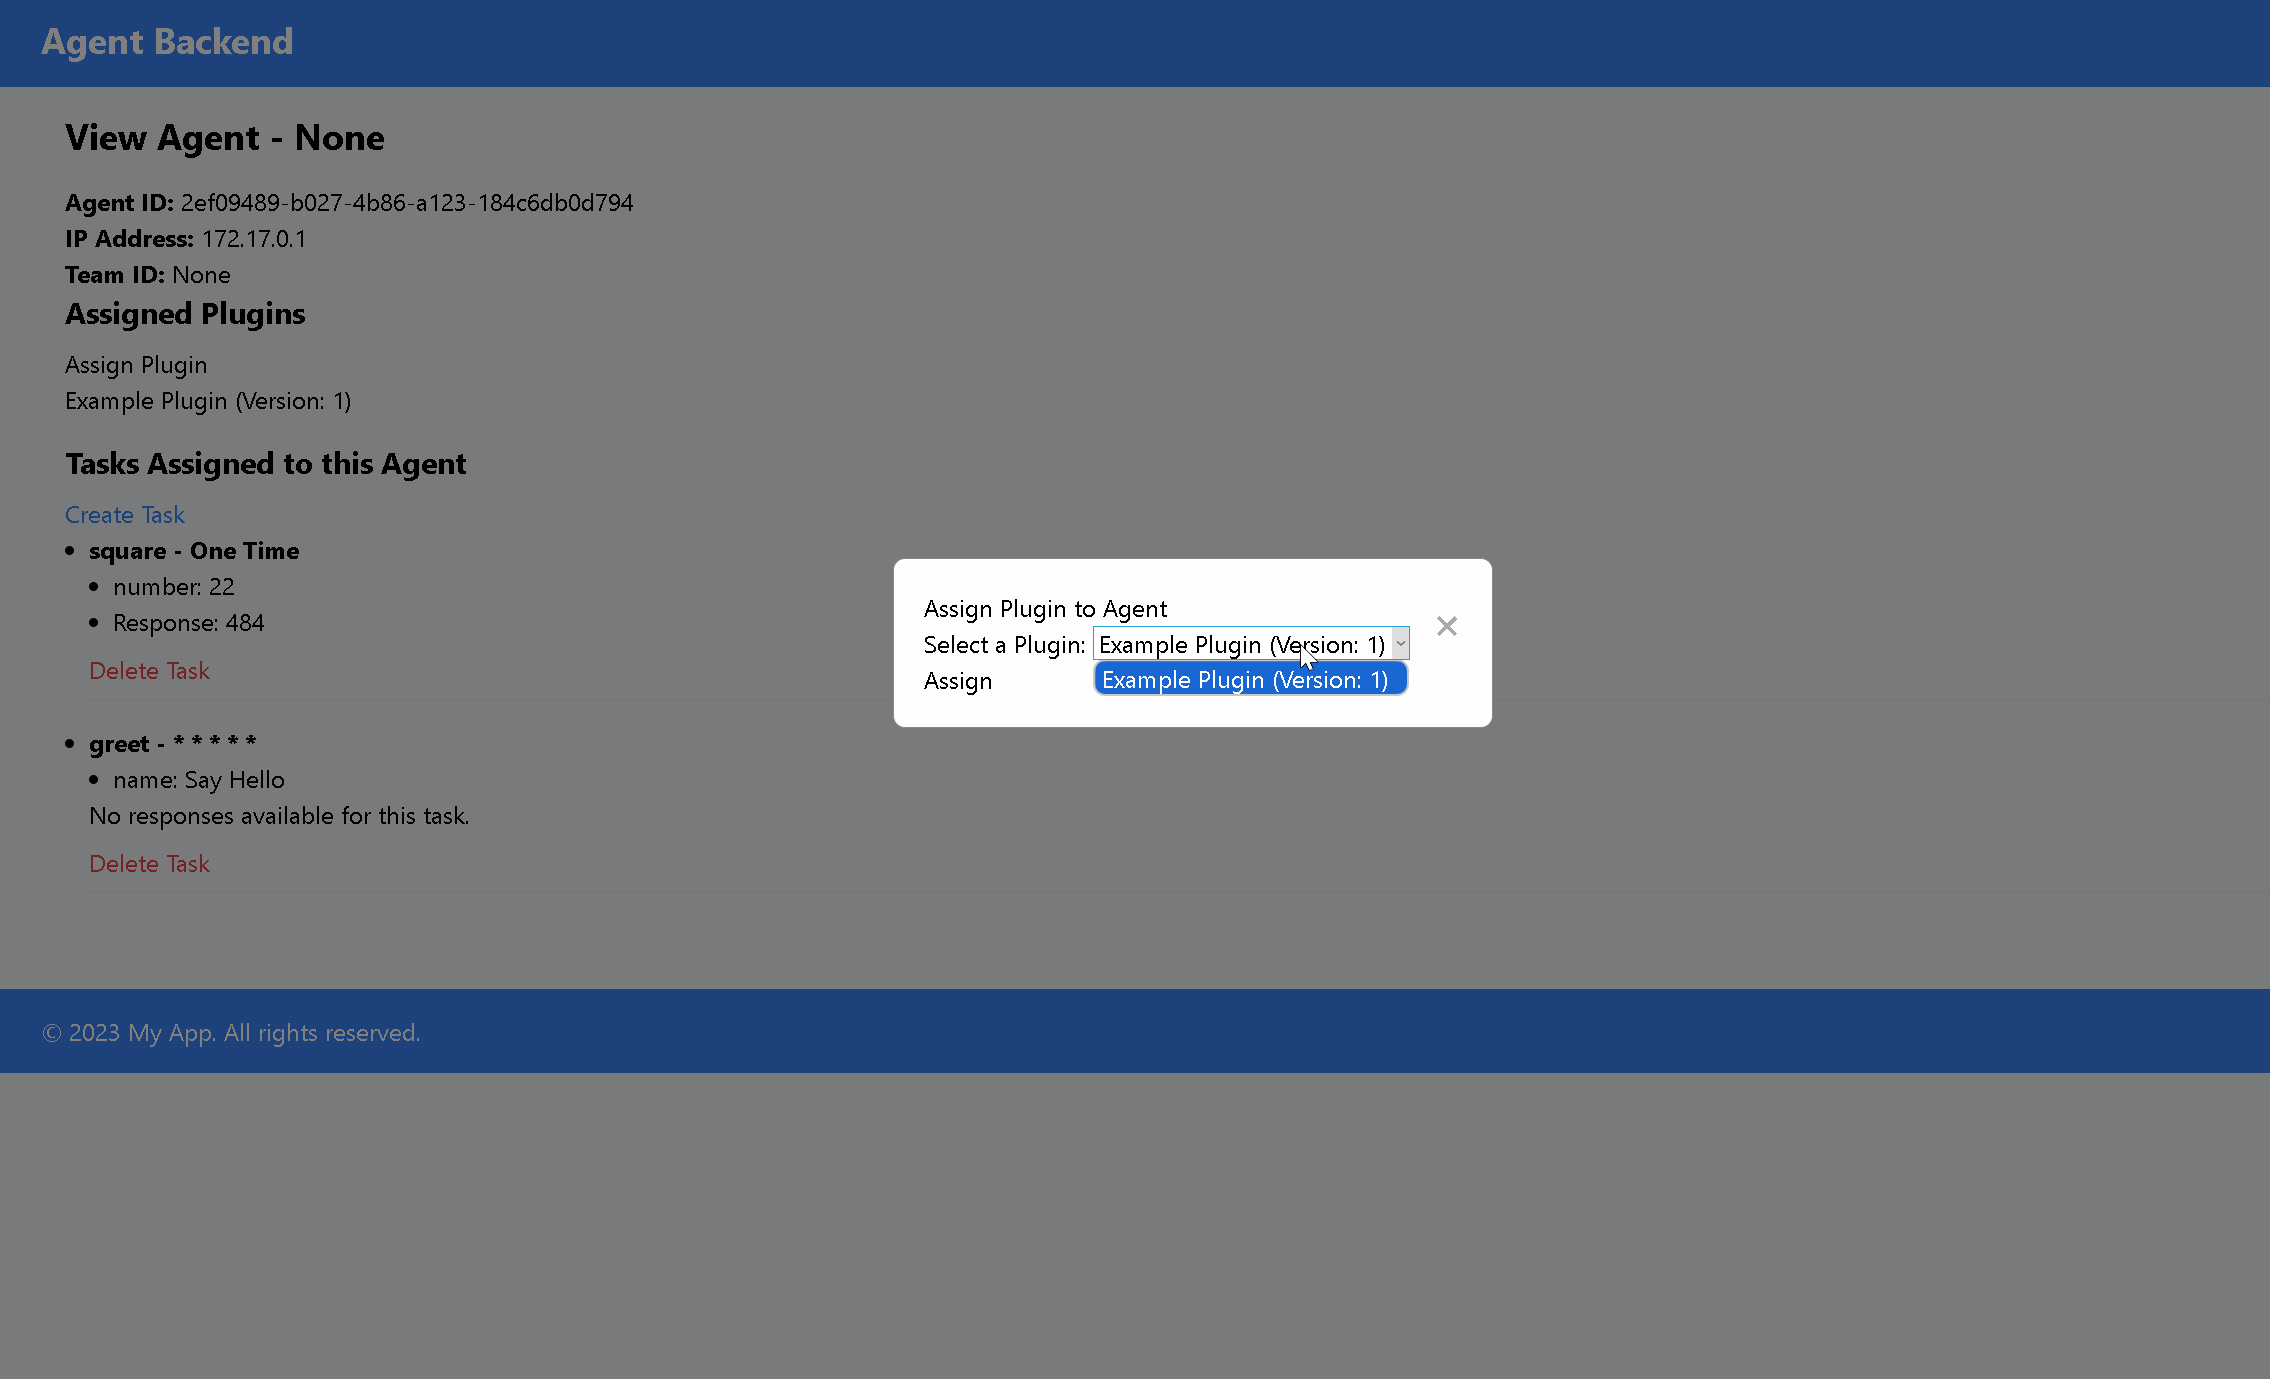 Agent Backend
View Agent - None
Agent ID: 2ef09489-b027-4b86-a123-184c6db0d794
IP Address: 172.17.0.1
Team ID: None
Assigned Plugins
Assign Plugin
Example Plugin (Version: 1)
Tasks Assigned to this Agent
Create Task
• square - One Time
• number: 22
• Response: 484
Delete Task
• greet - * * * * *
• name: Say Hello
No responses available for this task.
Delete Task
Assign Plugin to Agent
Select a Plugin: Example Plugin (Version: 1)
Example Plugin (Version: 1)
Assign
© 2023 My App. All rights reserved.